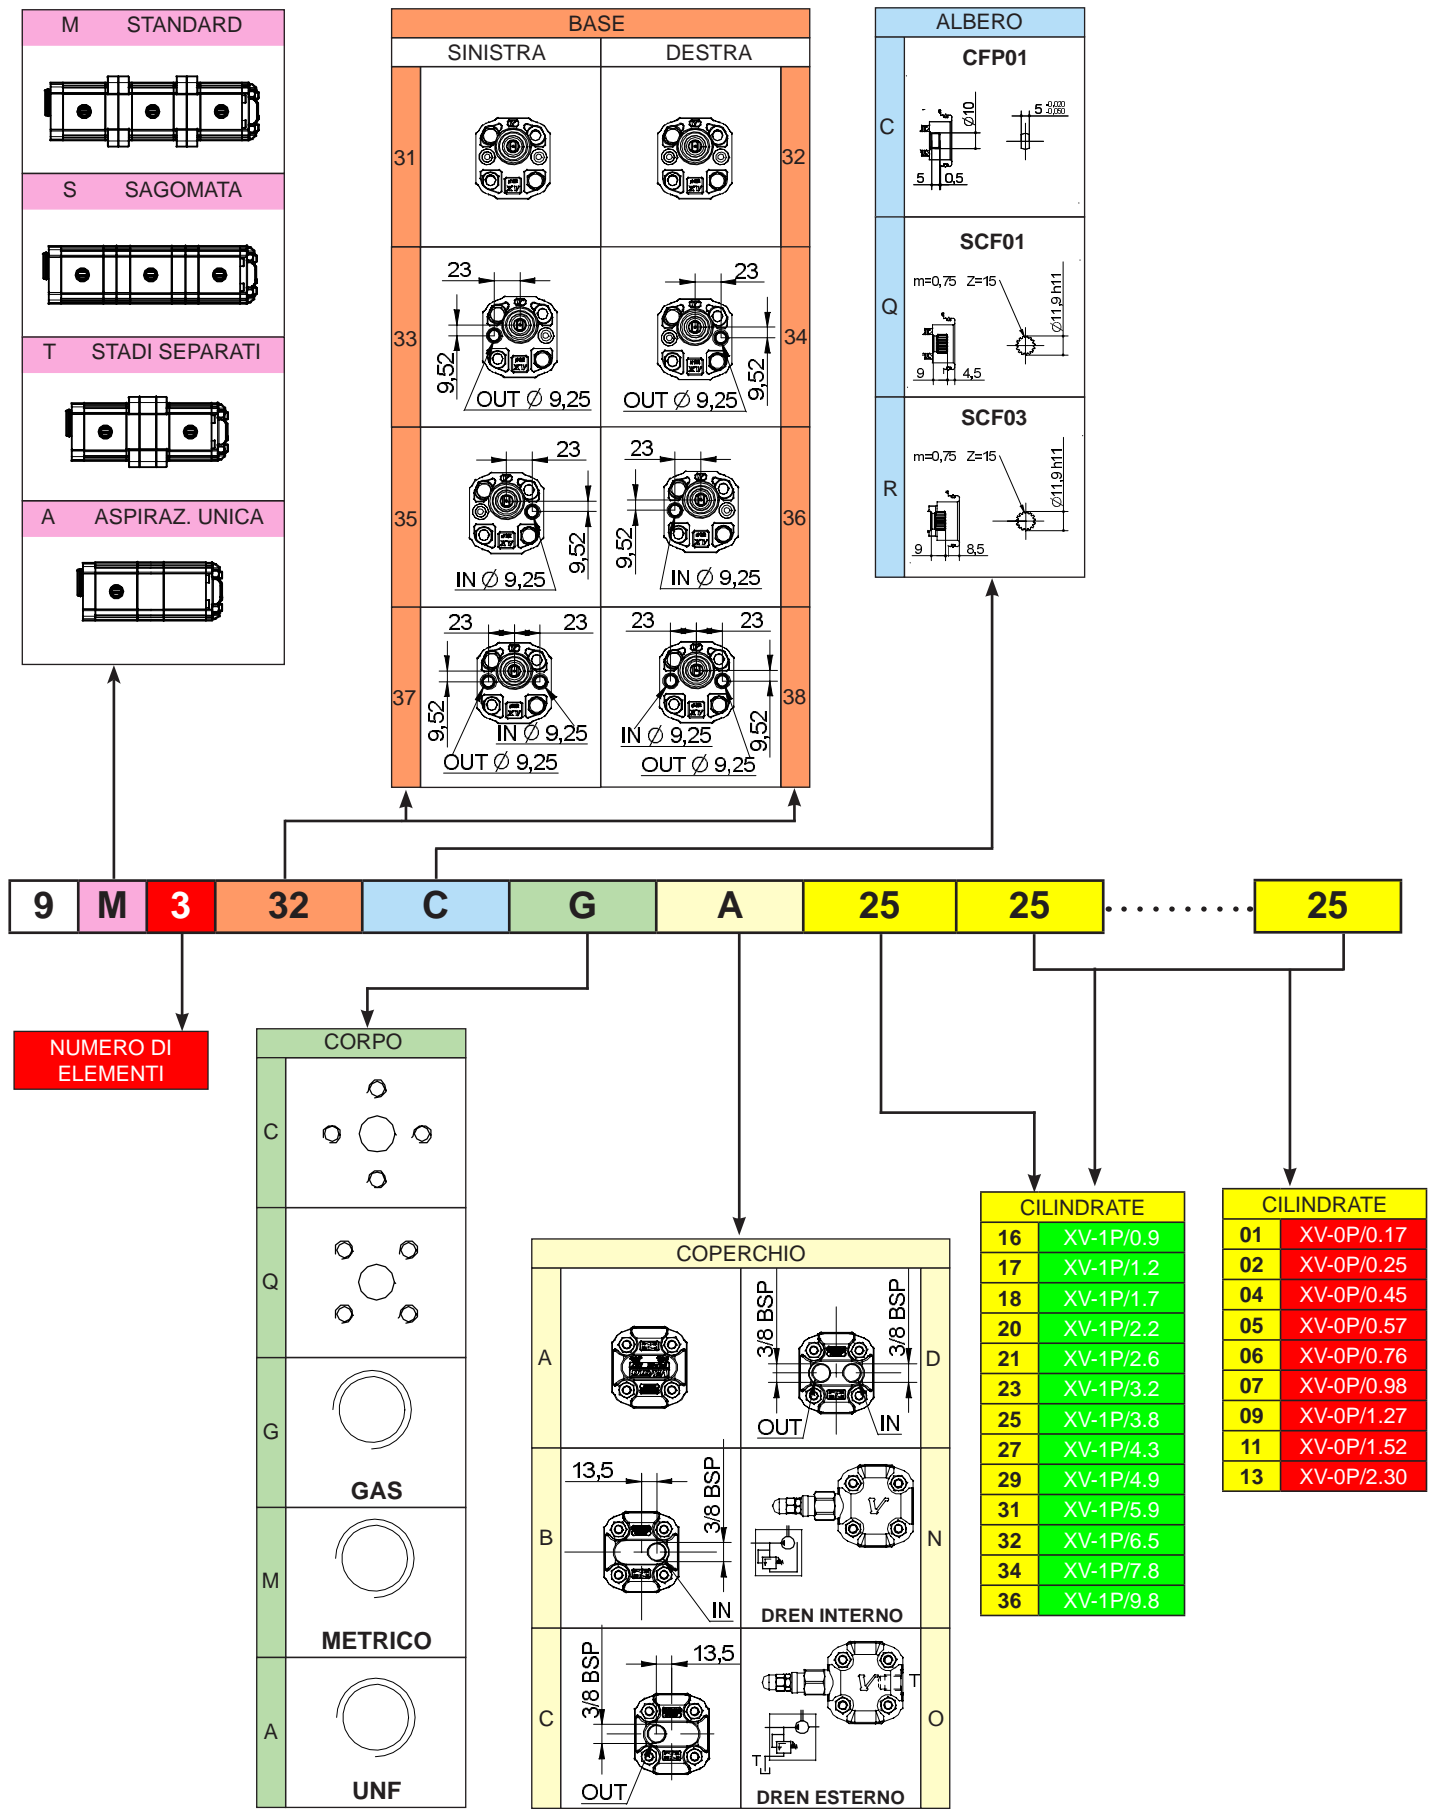 M STANDARD
S SAGOMATA
T STADI SEPARATI
A ASPIRAZ. UNICA
BASE
SINISTRA DESTRA
31 32
33 34
23 23
9,52 9,52
OUT Ø 9,25 OUT Ø 9,25
35 36
23 23
9,52 9,52
IN Ø 9,25 IN Ø 9,25
37 38
23 23 23 23
9,52 9,52
IN Ø 9,25 IN Ø 9,25
OUT Ø 9,25 OUT Ø 9,25
ALBERO
C
CFP01
Ø10
5 -0,020 -0,050
5 0,5
Q
SCF01
m=0,75 Z=15
Ø11,9 h11
9 4,5
R
SCF03
m=0,75 Z=15
Ø11,9 h11
9 8,5
9 M 3 32 C G A 25 25 ......... 25
NUMERO DI
ELEMENTI
CORPO
C
Q
G
GAS
M
METRICO
A
UNF
COPERCHIO
A D
3/8 BSP 3/8 BSP
OUT IN
B N
13,5
3/8 BSP
IN
DREN INTERNO
C O
3/8 BSP
13,5
OUT
T
T
DREN ESTERNO
CILINDRATE
16 XV-1P/0.9
17 XV-1P/1.2
18 XV-1P/1.7
20 XV-1P/2.2
21 XV-1P/2.6
23 XV-1P/3.2
25 XV-1P/3.8
27 XV-1P/4.3
29 XV-1P/4.9
31 XV-1P/5.9
32 XV-1P/6.5
34 XV-1P/7.8
36 XV-1P/9.8
CILINDRATE
01 XV-0P/0.17
02 XV-0P/0.25
04 XV-0P/0.45
05 XV-0P/0.57
06 XV-0P/0.76
07 XV-0P/0.98
09 XV-0P/1.27
11 XV-0P/1.52
13 XV-0P/2.30